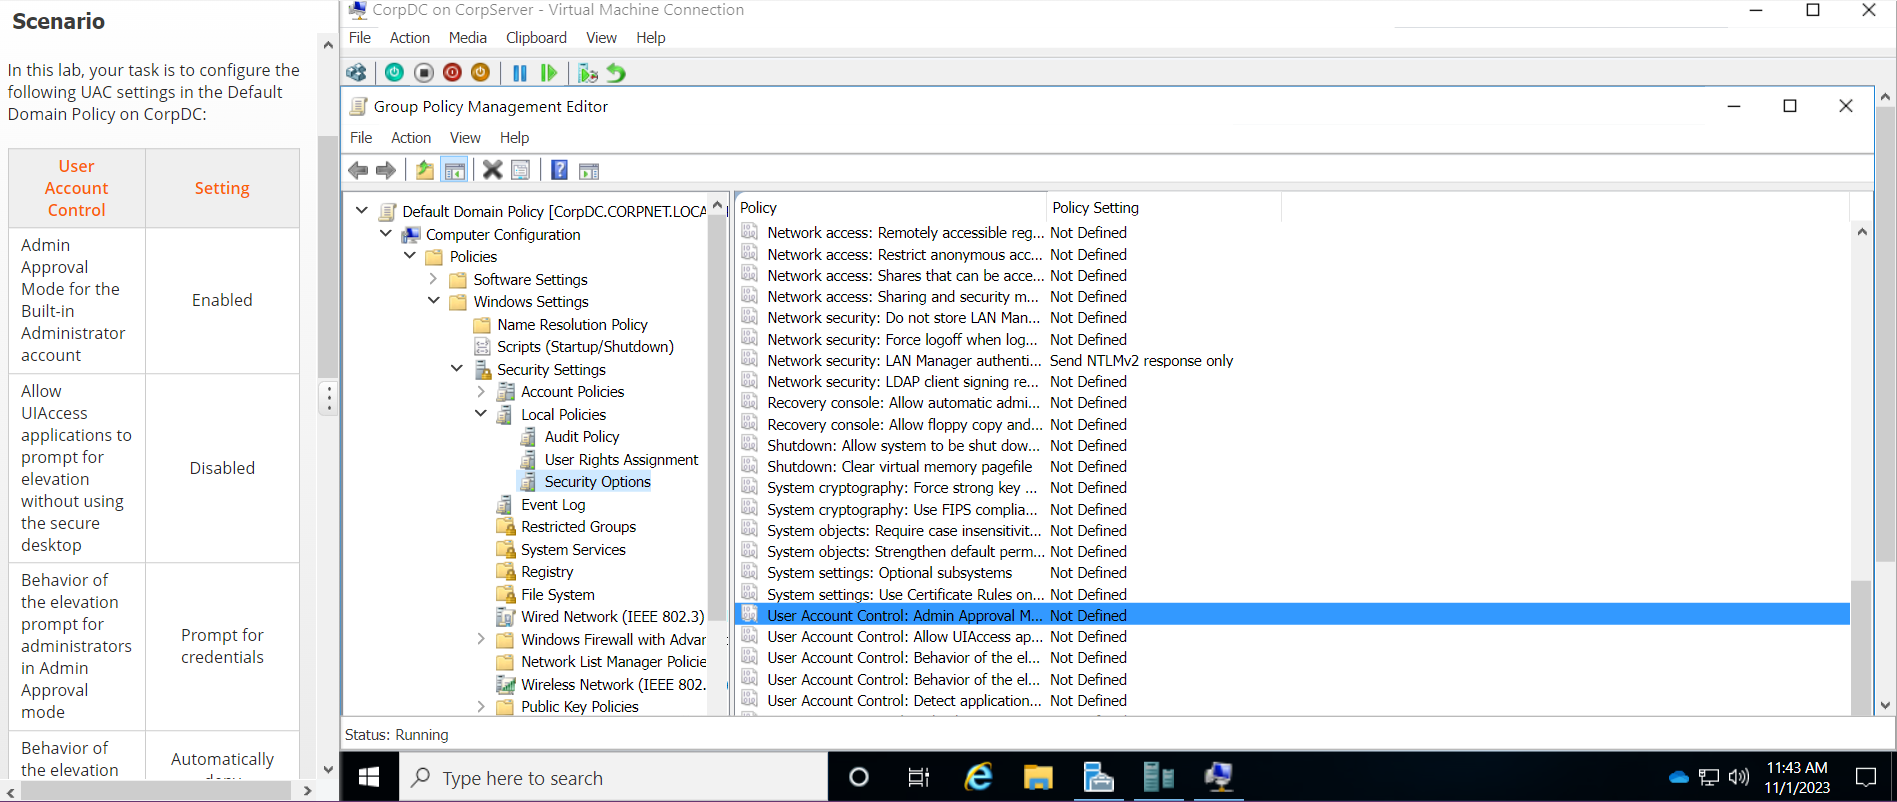 Scenario
In this lab, your task is to configure the
following UAC settings in the Default
Domain Policy on CorpDC:
User
Account
Control
Setting
Admin
Approval
Mode for the
Built-in
Administrator
account
Enabled
Allow
UIAccess
applications to
prompt for
elevation
without using
the secure
desktop
Disabled
Behavior of
the elevation
prompt for
administrators
in Admin
Approval
mode
Prompt for
credentials
Behavior of
the elevation
Automatically
CorpDC on CorpServer - Virtual Machine Connection
File Action Media Clipboard View Help
Group Policy Management Editor
File Action View Help
Default Domain Policy [CorpDC.CORPNET.LOCA
Computer Configuration
Policies
Software Settings
Windows Settings
Name Resolution Policy
Scripts (Startup/Shutdown)
Security Settings
Account Policies
Local Policies
Audit Policy
User Rights Assignment
Security Options
Event Log
Restricted Groups
System Services
Registry
File System
Wired Network (IEEE 802.3)
Windows Firewall with Advar
Network List Manager Policie
Wireless Network (IEEE 802.
Public Key Policies
Policy Policy Setting
Network access: Remotely accessible reg... Not Defined
Network access: Restrict anonymous acc... Not Defined
Network access: Shares that can be acce... Not Defined
Network access: Sharing and security m... Not Defined
Network security: Do not store LAN Man... Not Defined
Network security: Force logoff when log... Not Defined
Network security: LAN Manager authenti... Send NTLMv2 response only
Network security: LDAP client signing re... Not Defined
Recovery console: Allow automatic admi... Not Defined
Recovery console: Allow floppy copy and... Not Defined
Shutdown: Allow system to be shut dow... Not Defined
Shutdown: Clear virtual memory pagefile Not Defined
System cryptography: Force strong key ... Not Defined
System cryptography: Use FIPS complia... Not Defined
System objects: Require case insensitivit... Not Defined
System objects: Strengthen default perm... Not Defined
System settings: Optional subsystems Not Defined
System settings: Use Certificate Rules on... Not Defined
User Account Control: Admin Approval M... Not Defined
User Account Control: Allow UIAccess ap... Not Defined
User Account Control: Behavior of the el... Not Defined
User Account Control: Behavior of the el... Not Defined
User Account Control: Detect application... Not Defined
Status: Running
Type here to search
11:43 AM
11/1/2023